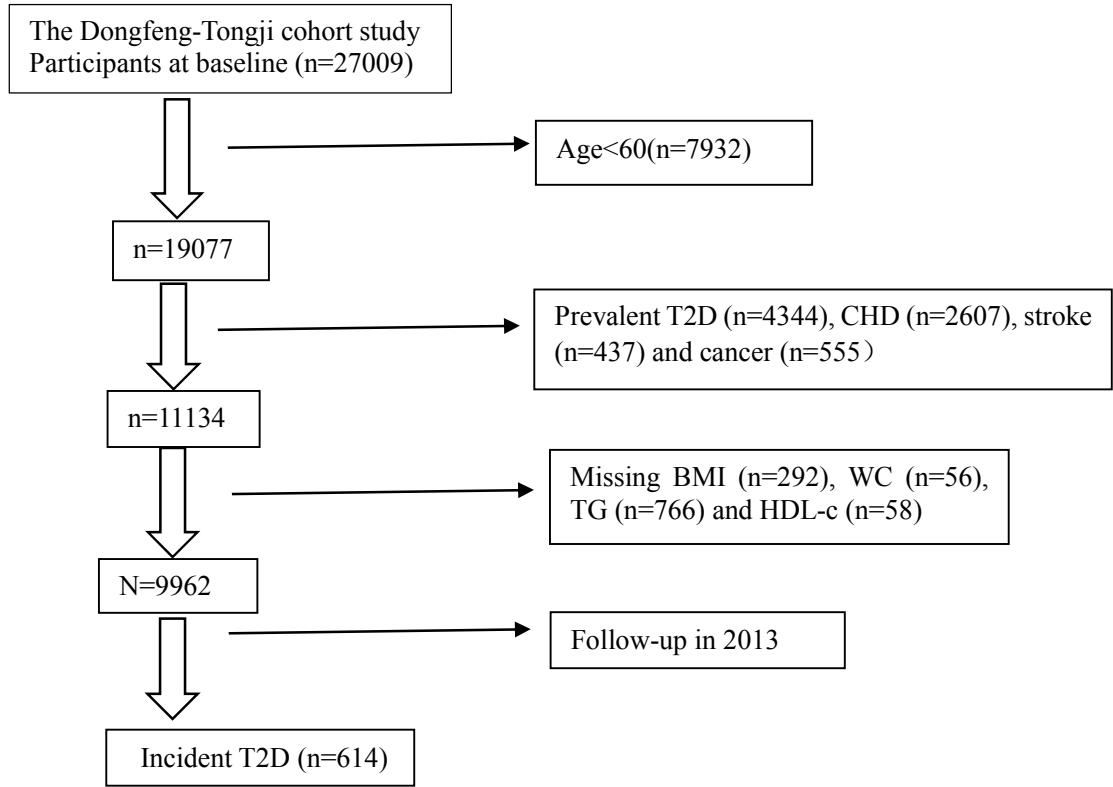 The Dongfeng-Tongji cohort study
Participants at baseline (n=27009)
Age<60(n=7932)
n=19077
Prevalent T2D (n=4344), CHD (n=2607), stroke
(n=437) and cancer (n=555）
n=11134
Missing BMI (n=292), WC (n=56),
TG (n=766) and HDL-c (n=58)
N=9962
Follow-up in 2013
Incident T2D (n=614)